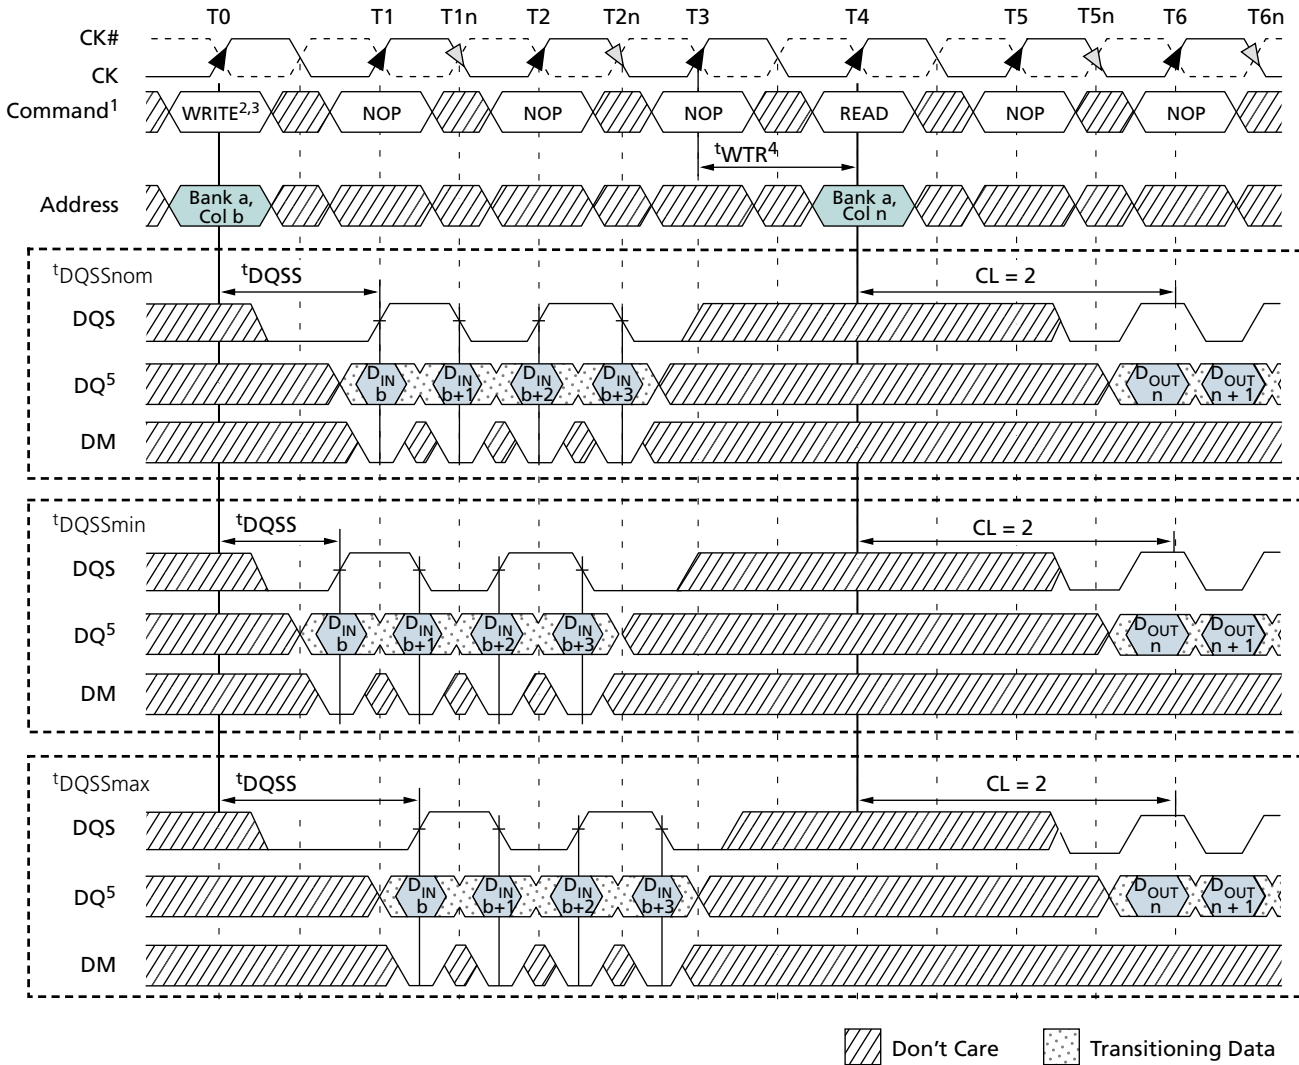 T0 T1 T1n T2 T2n T3 T4 T5 T5n T6 T6n
CK#
CK
Command1 WRITE2,3 NOP NOP NOP READ NOP NOP
tWTR4
Address Bank a, Col b Bank a, Col n
tDQSSnom tDQSS CL = 2
DQS
DQ5 DIN b DIN b+1 DIN b+2 DIN b+3 DOUT n DOUT n + 1
DM
tDQSSmin tDQSS CL = 2
DQS
DQ5 DIN b DIN b+1 DIN b+2 DIN b+3 DOUT n DOUT n + 1
DM
tDQSSmax tDQSS CL = 2
DQS
DQ5 DIN b DIN b+1 DIN b+2 DIN b+3 DOUT n DOUT n + 1
DM
Don't Care Transitioning Data